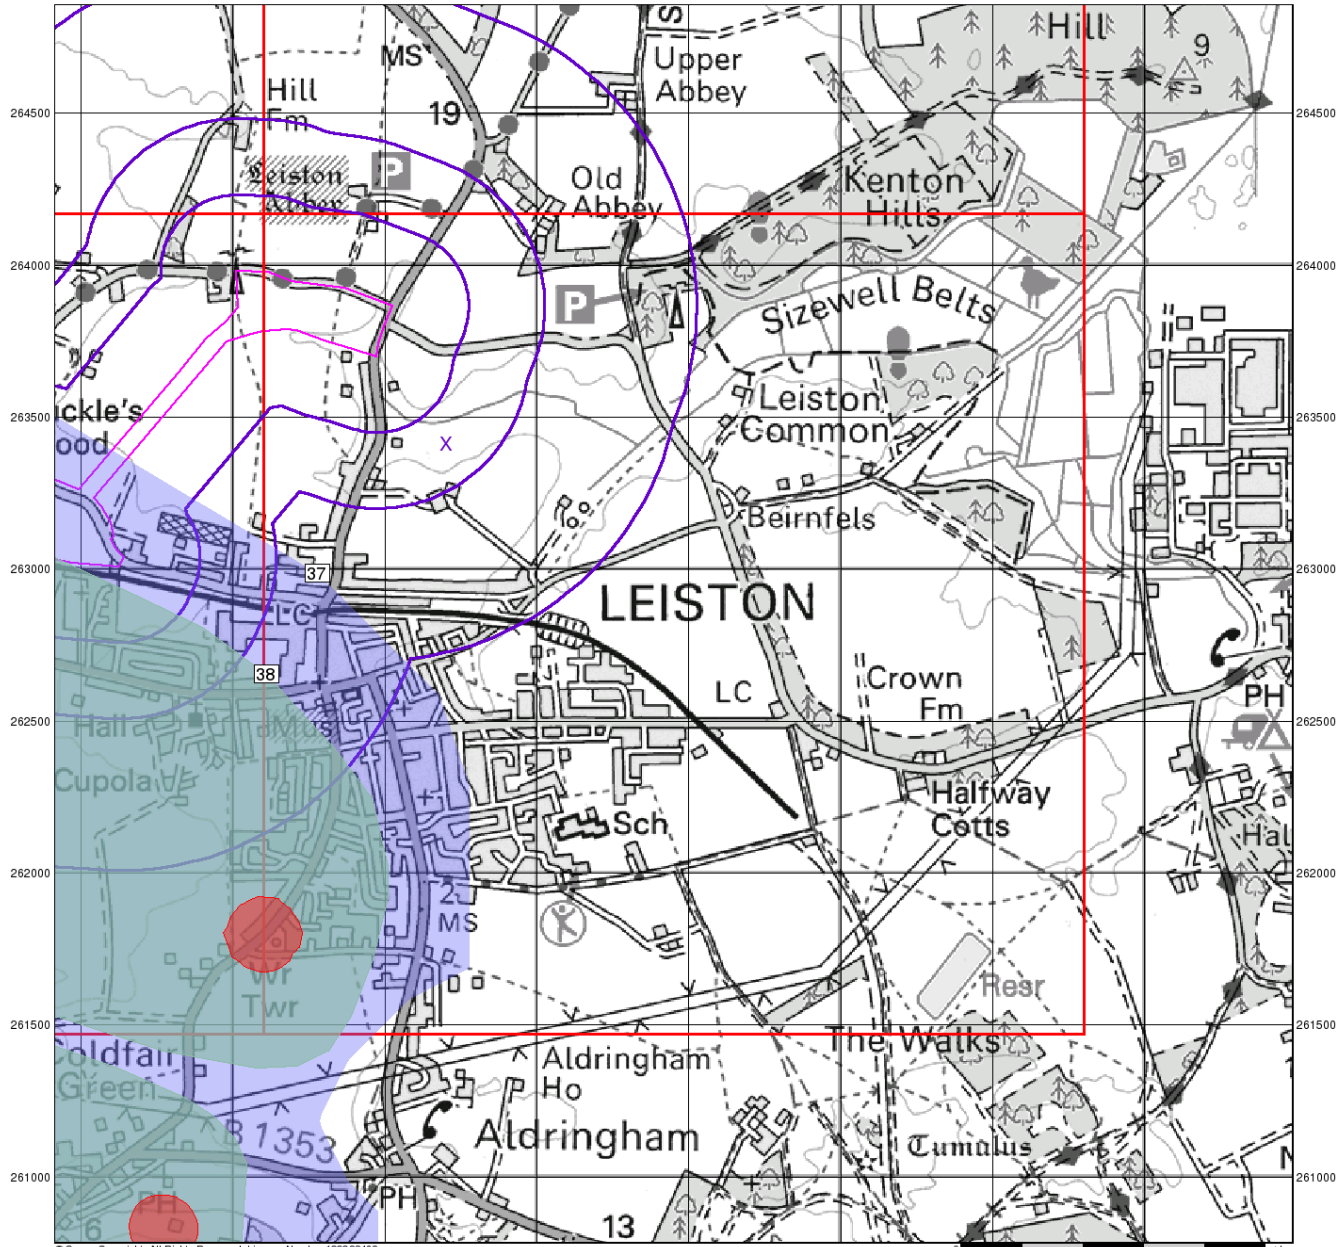 S
MS
Upper
Abbey
Hill
9
Hill
Fm
19
264500
264500
Leiston
Abbey
P
Old
Abbey
Kenton
Hills
264000
264000
P
Sizewell Belts
263500
263500
ckle's
ood
Leiston
Common
X
Beirnfels
263000
263000
37
LC
LEISTON
38
LC
Crown
Fm
PH
262500
262500
Hall
Mus
Cupola
Halfway
Cotts
Sch
Hal
262000
262000
2
MS
Wr
Twr
Resr
261500
261500
The Walks
Coldfair
Green
Aldringham
Ho
Aldringham
B 1353
Tumulus
261000
261000
PH
PH
6
13